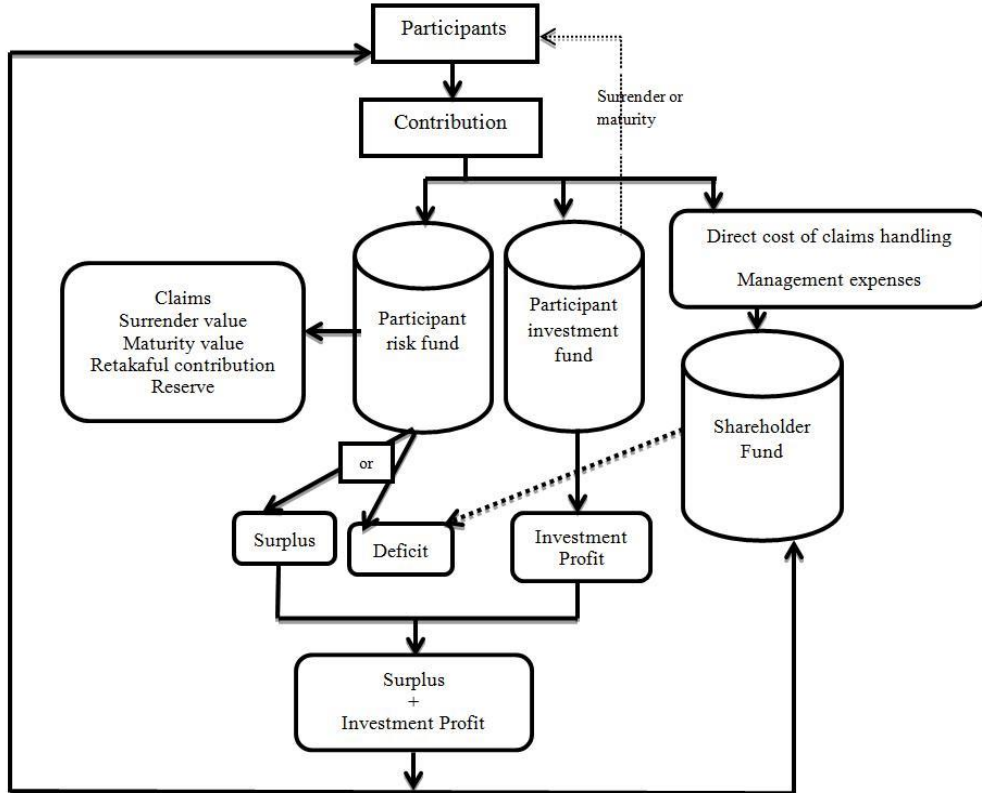 Participants
Surrender or
maturity
Contribution
Direct cost of claims handling
Management expenses
Claims
Surrender value
Maturity value
Retakaful contribution
Reserve
Participant
risk fund
Participant
investment
fund
Shareholder
Fund
or
Surplus
Deficit
Investment
Profit
Surplus
+
Investment Profit